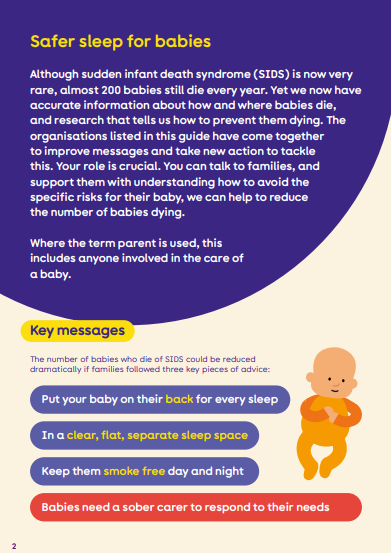 Safer sleep for babies
Although sudden infant death syndrome (SIDS) is now very
rare, almost 200 babies still die every year. Yet we now have
accurate information about how and where babies die,
and research that tells us how to prevent them dying. The
organisations listed in this guide have come together
to improve messages and take new action to tackle
this. Your role is crucial. You can talk to families, and
support them with understanding how to avoid the
specific risks for their baby, we can help to reduce
the number of babies dying.
Where the term parent is used, this
includes anyone involved in the care of
a baby.
Key messages
The number of babies who die of SIDS could be reduced
dramatically if families followed three key pieces of advice:
Put your baby on their back for every sleep
In a clear, flat, separate sleep space
Keep them smoke free day and night
Babies need a sober carer to respond to their needs
2